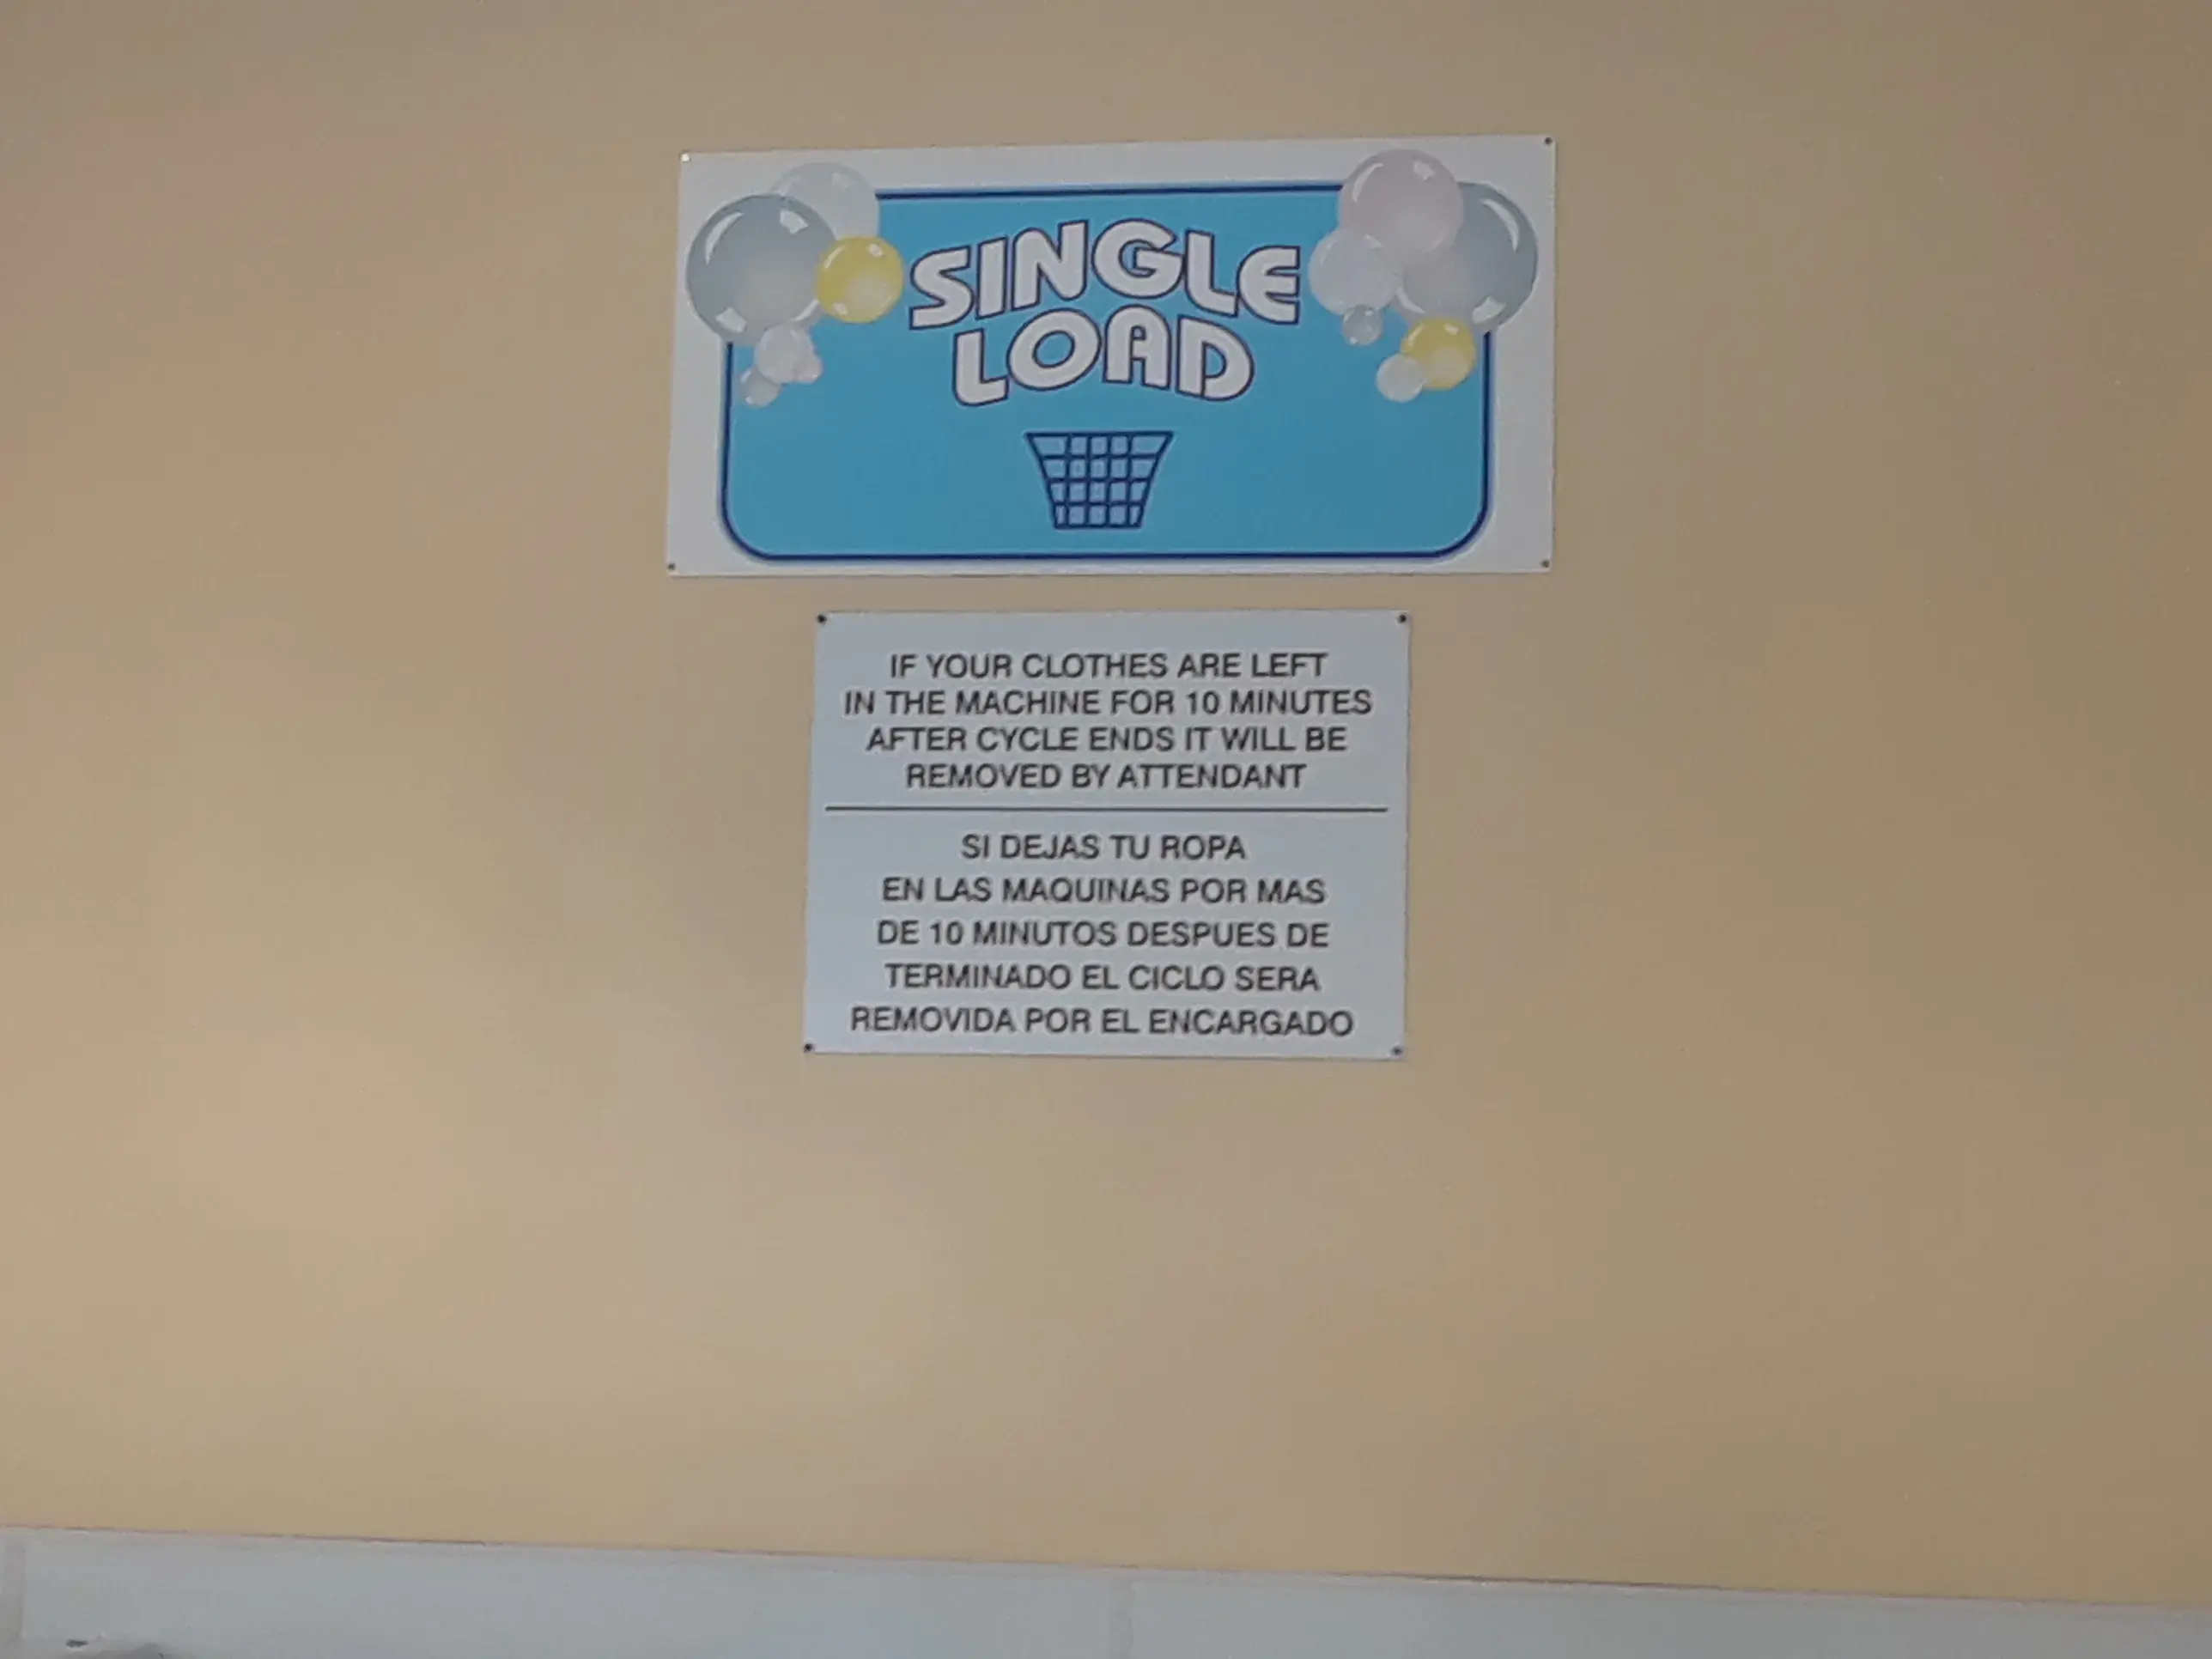 SINGLE
LOAD
IF YOUR CLOTHES ARE LEFT
IN THE MACHINE FOR 10 MINUTES
AFTER CYCLE ENDS IT WILL BE
REMOVED BY ATTENDANT
SI DEJAS TU ROPA
EN LAS MAQUINAS POR MAS
DE 10 MINUTOS DESPUES DE
TERMINADO EL CICLO SERA
REMOVIDA POR EL ENCARGADO